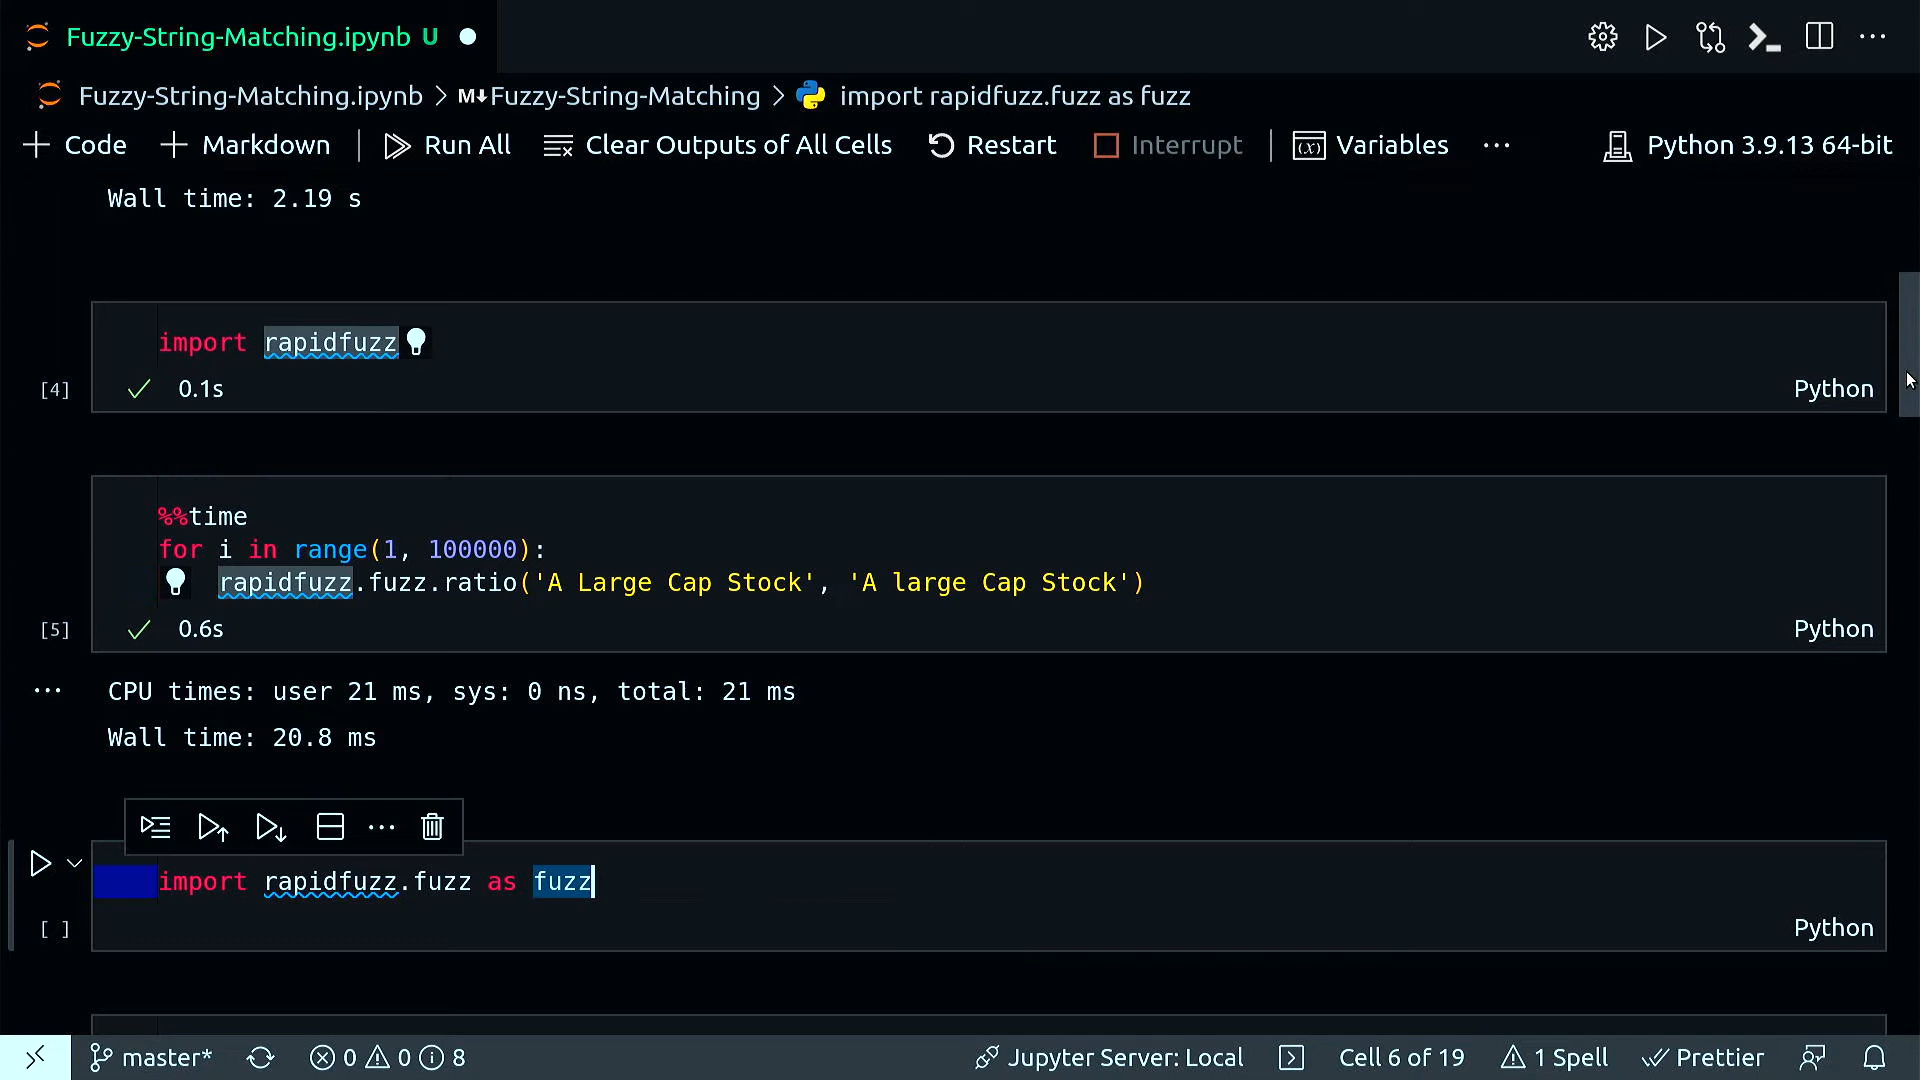 Fuzzy-String-Matching.ipynb U
Fuzzy-String-Matching.ipynb > M↓Fuzzy-String-Matching > import rapidfuzz.fuzz as fuzz
+ Code + Markdown | Run All Clear Outputs of All Cells Restart Interrupt | (x) Variables ··· Python 3.9.13 64-bit
Wall time: 2.19 s
import rapidfuzz
[4] ✓ 0.1s Python
%%time
for i in range(1, 100000):
rapidfuzz.fuzz.ratio('A Large Cap Stock', 'A large Cap Stock')
[5] ✓ 0.6s Python
··· CPU times: user 21 ms, sys: 0 ns, total: 21 ms
Wall time: 20.8 ms
import rapidfuzz.fuzz as fuzz
[ ] Python
master* 0 0 8 Jupyter Server: Local Cell 6 of 19 1 Spell Prettier